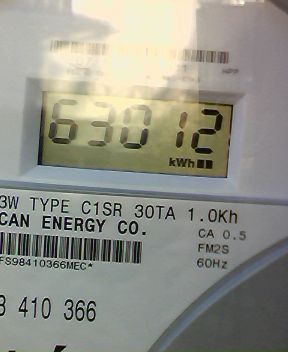 63012
kWh
3W TYPE C1SR 30TA 1.0Kh
CAN ENERGY CO.
CA 0.5
FM2S
60Hz
FS98410366MEC*
3 410 366